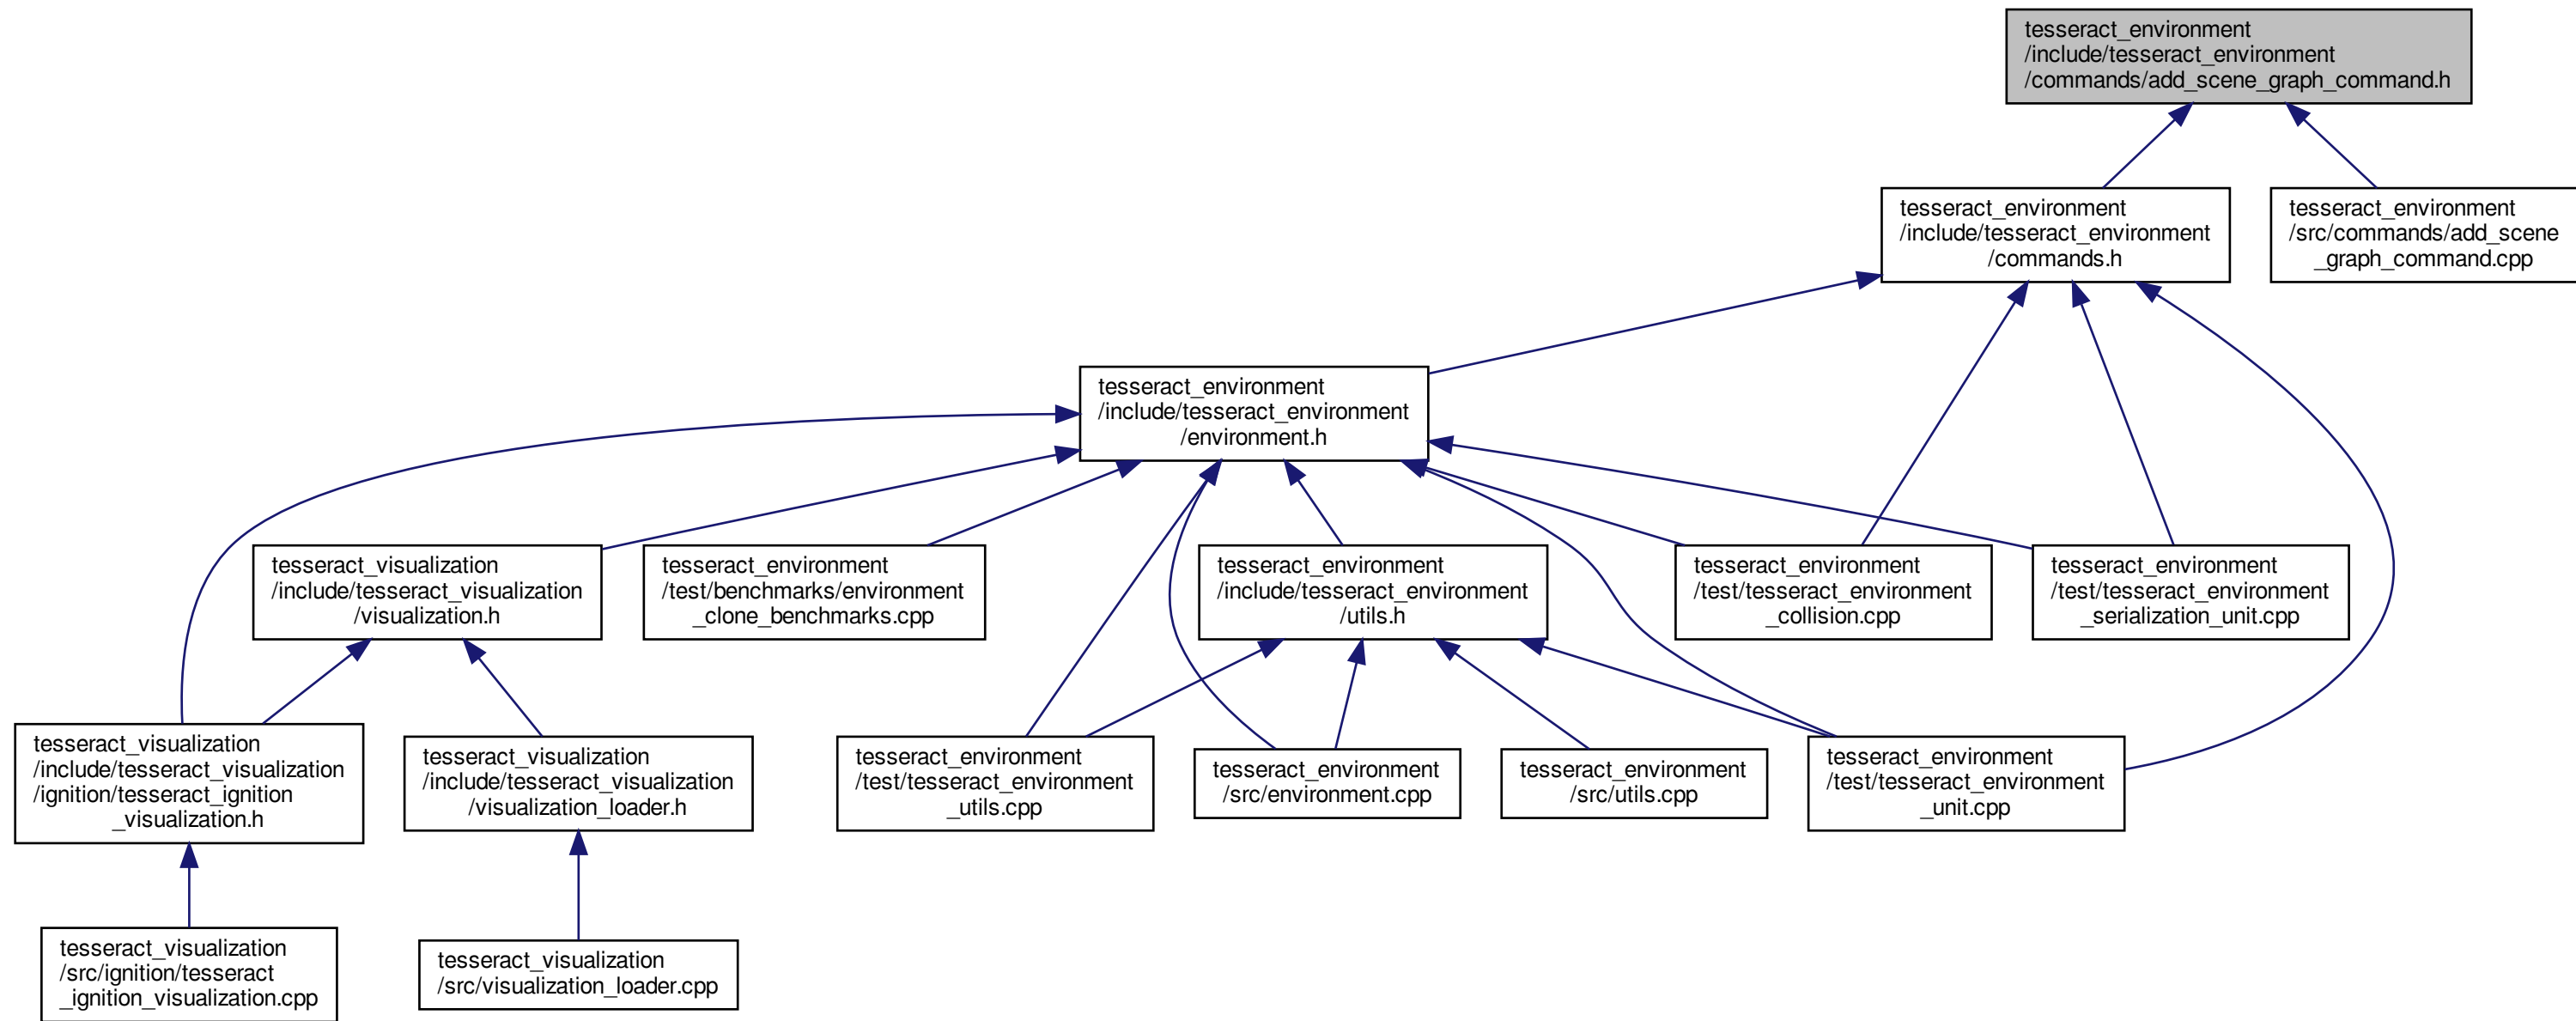 tesseract_environment
/include/tesseract_environment
/commands/add_scene_graph_command.h
tesseract_environment
/include/tesseract_environment
/commands.h
tesseract_environment
/src/commands/add_scene
_graph_command.cpp
tesseract_environment
/include/tesseract_environment
/environment.h
tesseract_visualization
/include/tesseract_visualization
/visualization.h
tesseract_environment
/test/benchmarks/environment
_clone_benchmarks.cpp
tesseract_environment
/include/tesseract_environment
/utils.h
tesseract_environment
/test/tesseract_environment
_collision.cpp
tesseract_environment
/test/tesseract_environment
_serialization_unit.cpp
tesseract_visualization
/include/tesseract_visualization
/ignition/tesseract_ignition
_visualization.h
tesseract_visualization
/include/tesseract_visualization
/visualization_loader.h
tesseract_environment
/test/tesseract_environment
_utils.cpp
tesseract_environment
/src/environment.cpp
tesseract_environment
/src/utils.cpp
tesseract_environment
/test/tesseract_environment
_unit.cpp
tesseract_visualization
/src/ignition/tesseract
_ignition_visualization.cpp
tesseract_visualization
/src/visualization_loader.cpp